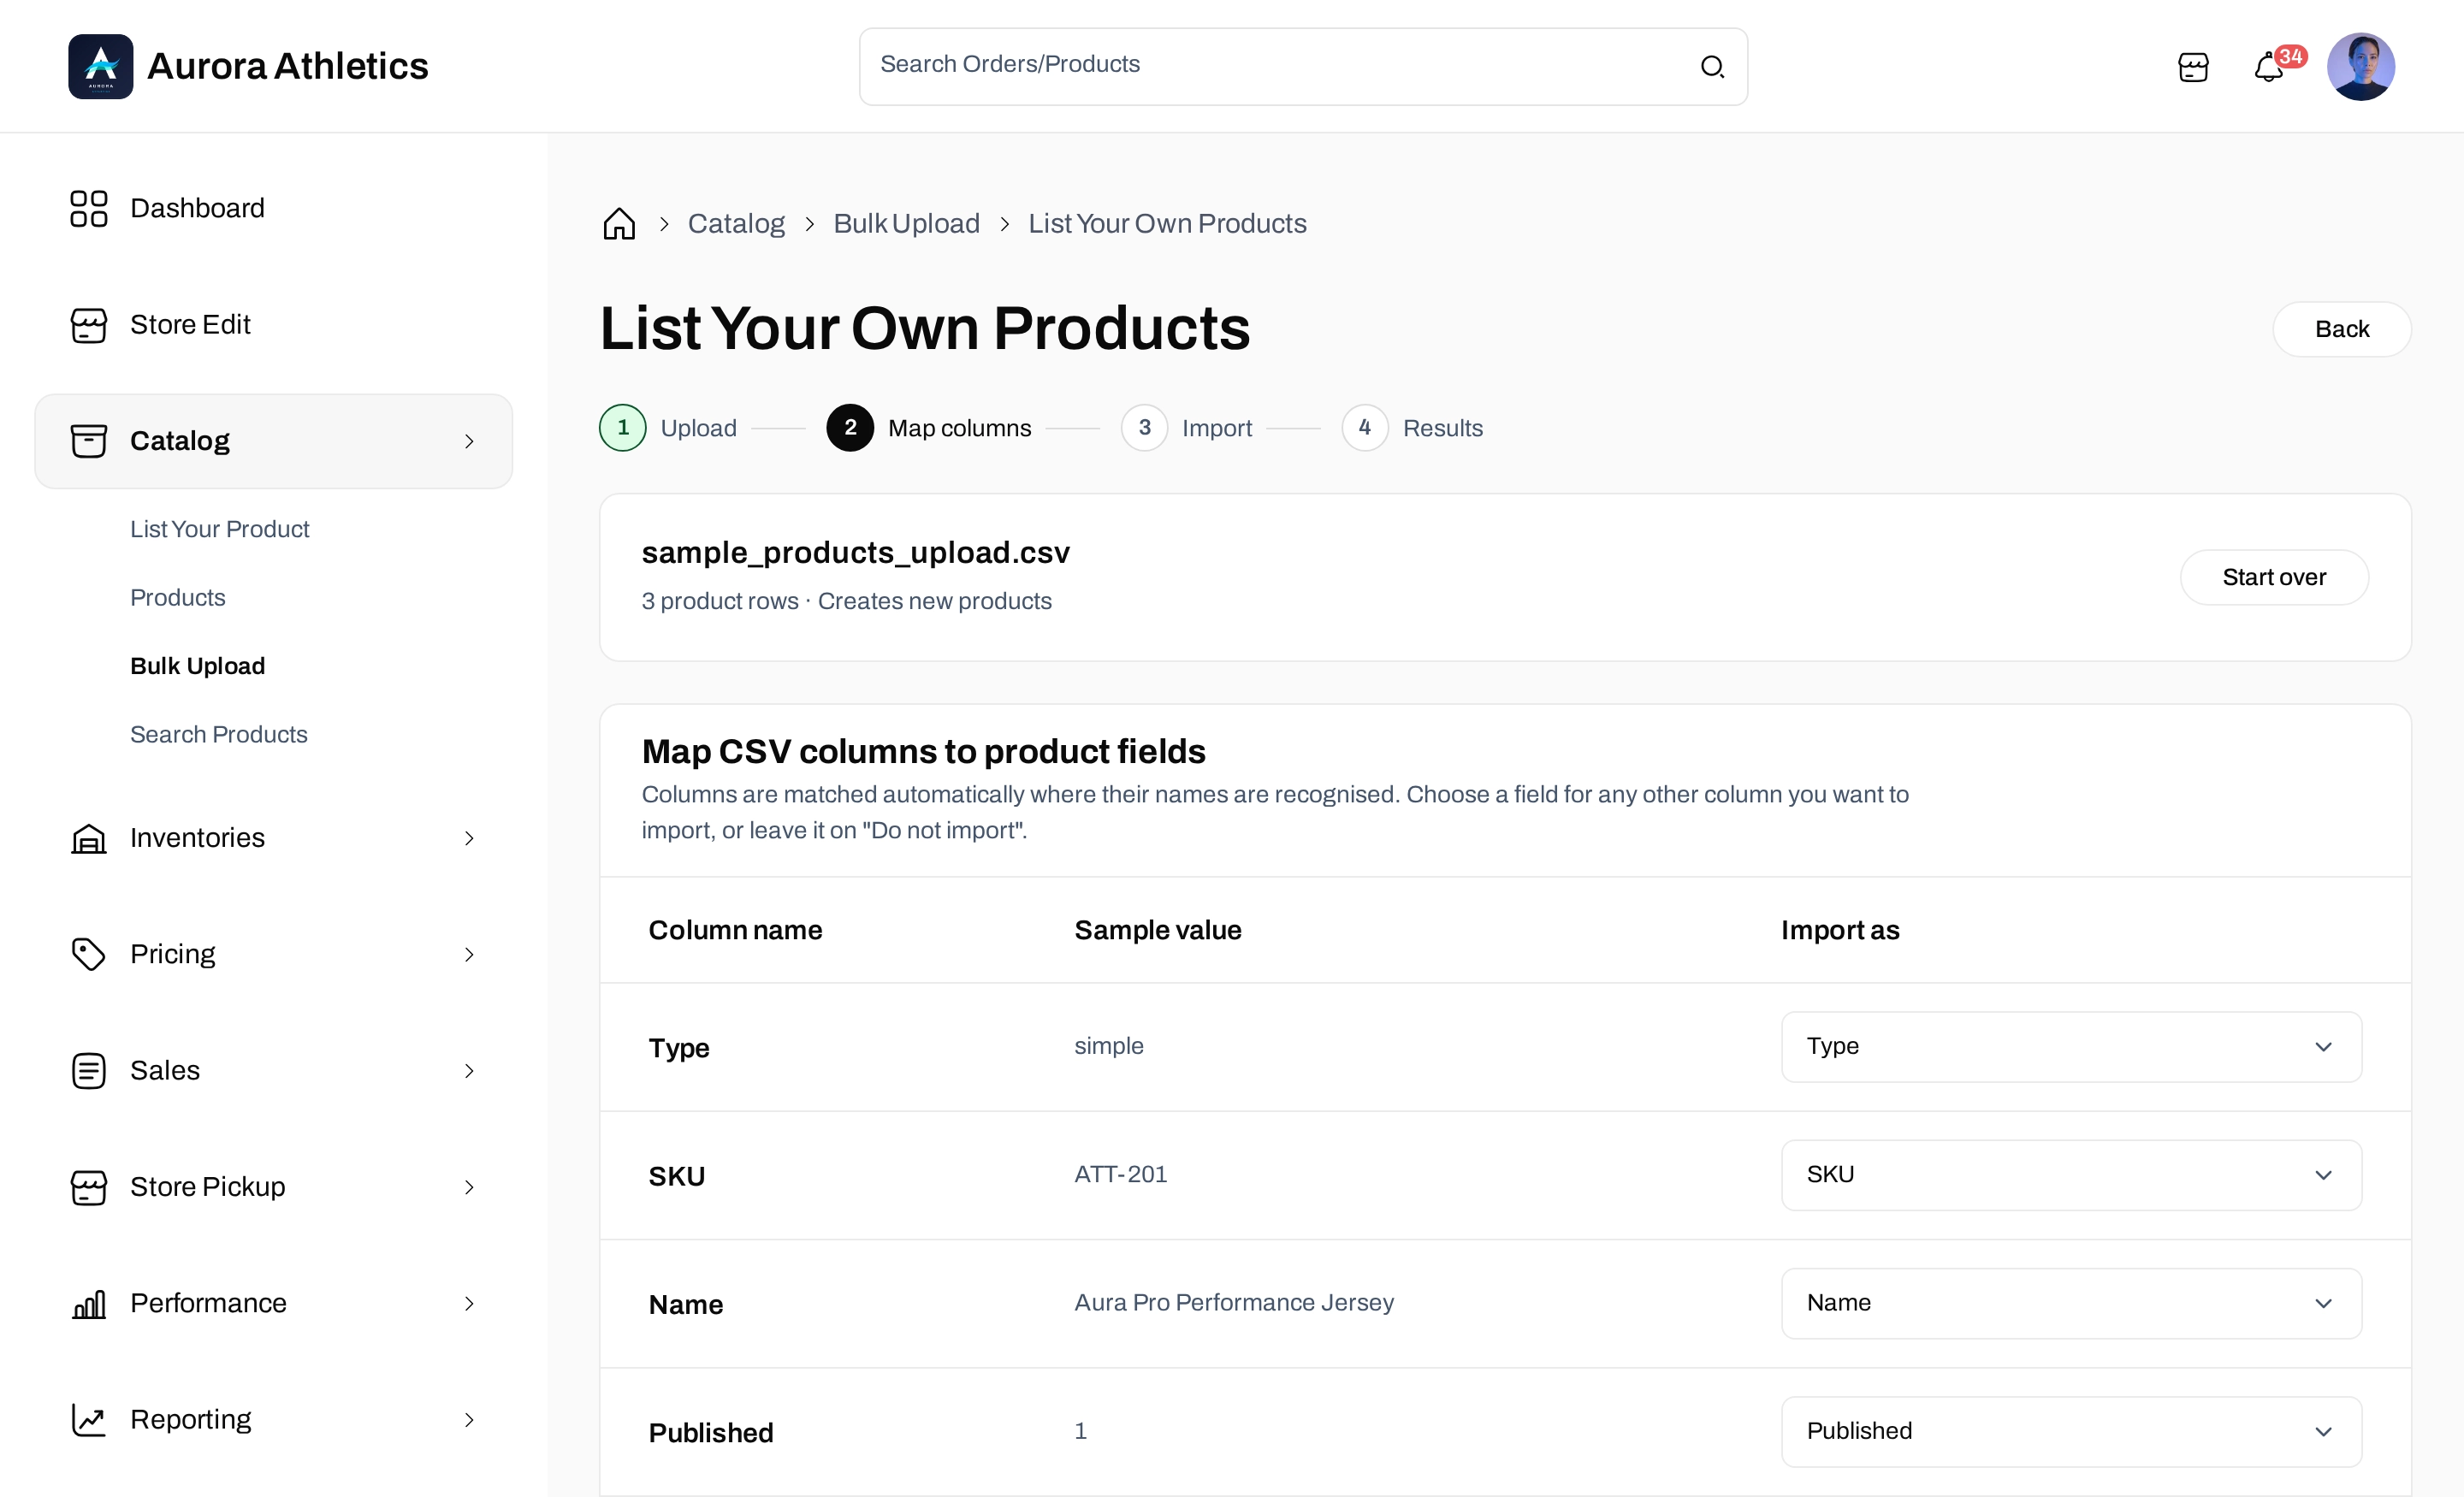 Aurora Athletics
AURORA
Search Orders/Products
34
Dashboard
Store Edit
Catalog
List Your Product
Products
Bulk Upload
Search Products
Inventories
Pricing
Sales
Store Pickup
Performance
Reporting
Catalog
Bulk Upload
List Your Own Products
List Your Own Products
Back
1 Upload
2 Map columns
3 Import
4 Results
sample_products_upload.csv
3 product rows · Creates new products
Start over
Map CSV columns to product fields
Columns are matched automatically where their names are recognised. Choose a field for any other column you want to
import, or leave it on "Do not import".
Column name Sample value Import as
Type simple Type
SKU ATT-201 SKU
Name Aura Pro Performance Jersey Name
Published 1 Published